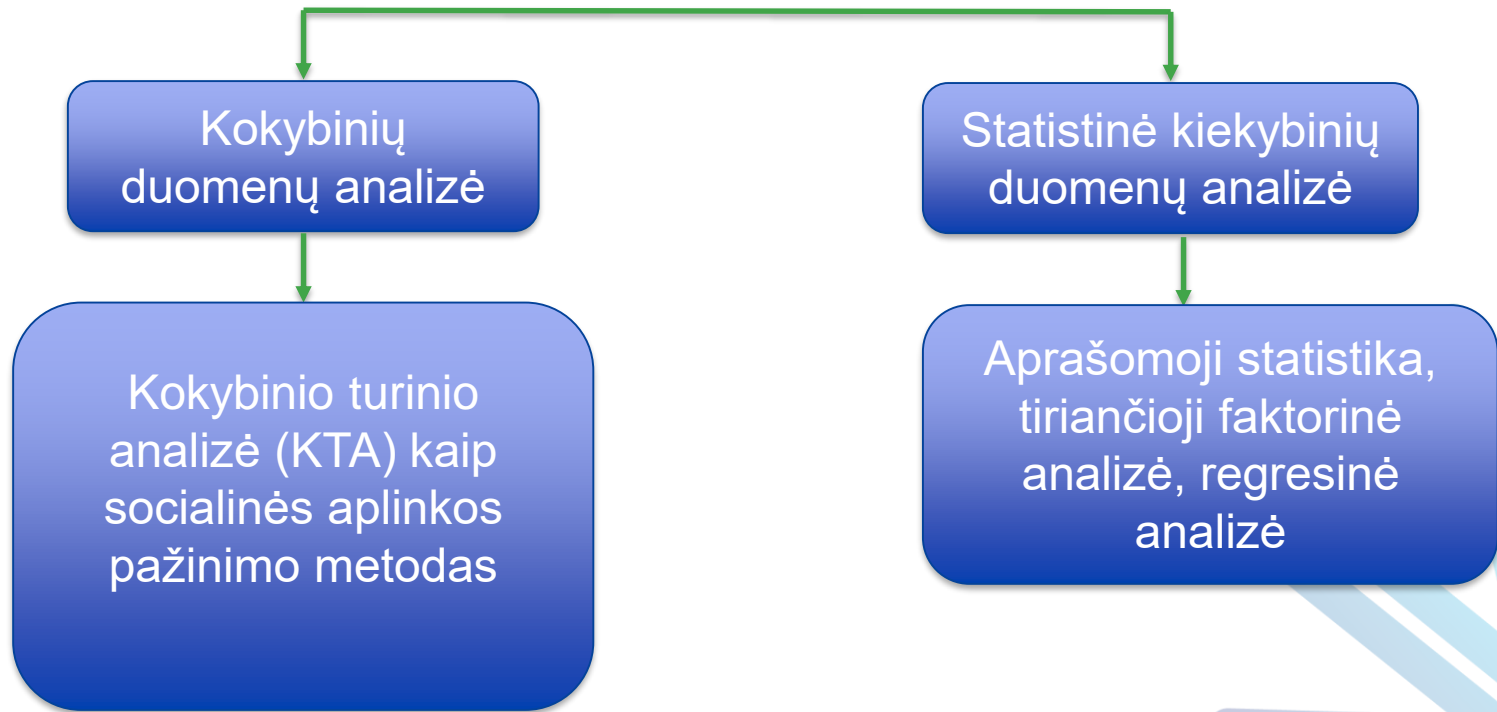 Kokybinių
duomenų analizė
Statistinė kiekybinių
duomenų analizė
Kokybinio turinio
analizė (KTA) kaip
socialinės aplinkos
pažinimo metodas
Aprašomoji statistika,
tiriančioji faktorinė
analizė, regresinė
analizė